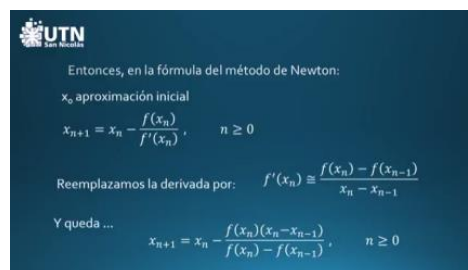 UTN
San Nicolás
Entonces, en la fórmula del método de Newton:
x₀ aproximación inicial
xₙ₊₁ = xₙ − f(xₙ) / f′(xₙ) , n ≥ 0
Reemplazamos la derivada por: f′(xₙ) ≅ f(xₙ) − f(xₙ₋₁) / xₙ − xₙ₋₁
Y queda ...
xₙ₊₁ = xₙ − f(xₙ)(xₙ−xₙ₋₁) / f(xₙ) − f(xₙ₋₁) , n ≥ 0